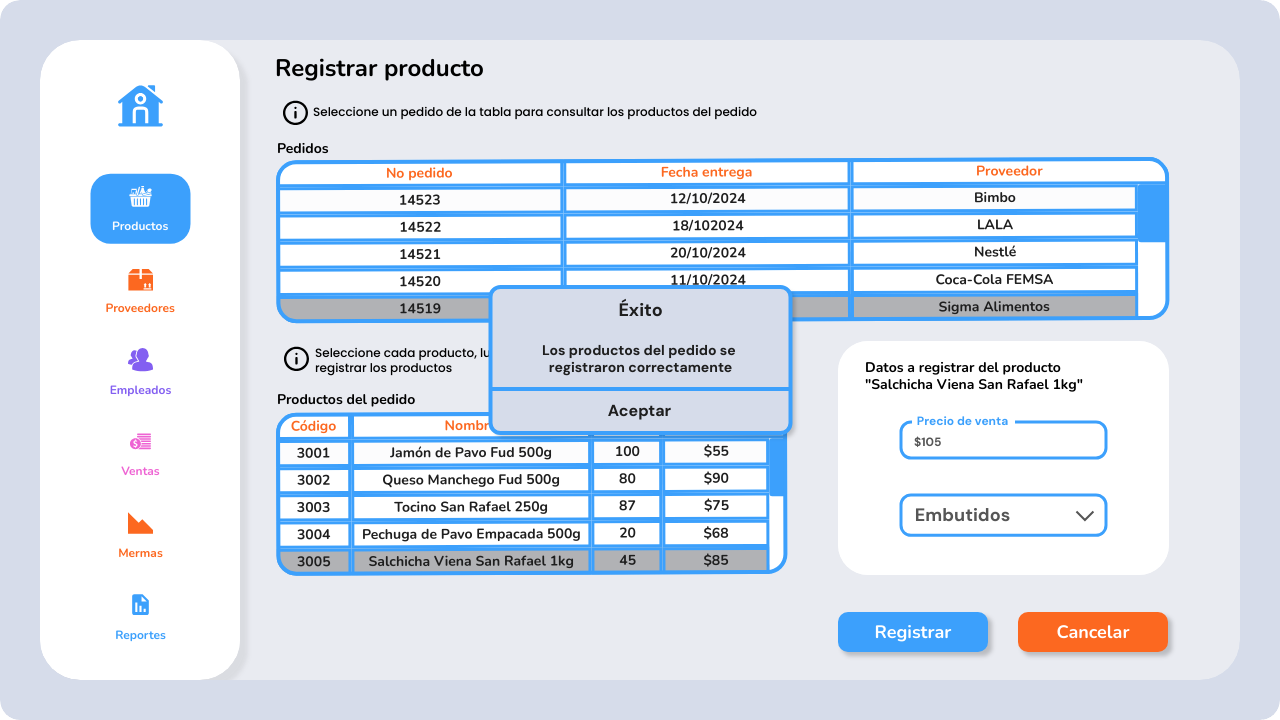 Registrar producto
Seleccione un pedido de la tabla para consultar los productos del pedido
Productos
Proveedores
Empleados
Ventas
Mermas
Reportes
Pedidos
No pedido Fecha entrega Proveedor
14523 12/10/2024 Bimbo
14522 18/102024 LALA
14521 20/10/2024 Nestlé
14520 11/10/2024 Coca-Cola FEMSA
14519 Sigma Alimentos
Éxito
Los productos del pedido se
registraron correctamente
Aceptar
Seleccione cada producto, lu
registrar los productos
Productos del pedido
Código Nombr
3001 Jamón de Pavo Fud 500g 100 $55
3002 Queso Manchego Fud 500g 80 $90
3003 Tocino San Rafael 250g 87 $75
3004 Pechuga de Pavo Empacada 500g 20 $68
3005 Salchicha Viena San Rafael 1kg 45 $85
Datos a registrar del producto
"Salchicha Viena San Rafael 1kg"
Precio de venta
$105
Embutidos
Registrar
Cancelar